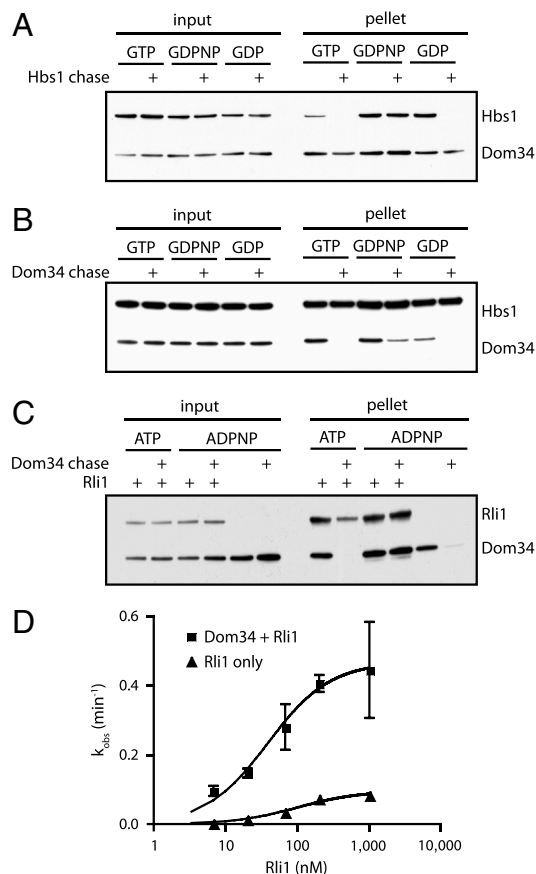 A
input pellet
GTP GDPNP GDP GTP GDPNP GDP
Hbs1 chase + + + + + +
Hbs1
Dom34
B
input pellet
GTP GDPNP GDP GTP GDPNP GDP
Dom34 chase + + + + + +
Hbs1
Dom34
C
input pellet
ATP ADPNP ATP ADPNP
Dom34 chase + + + + + +
Rli1 + + + + + + + +
Rli1
Dom34
D
0.6
Dom34 + Rli1
Rli1 only
0.4
0.2
0.0
kobs (min-1)
1 10 100 1,000 10,000
Rli1 (nM)